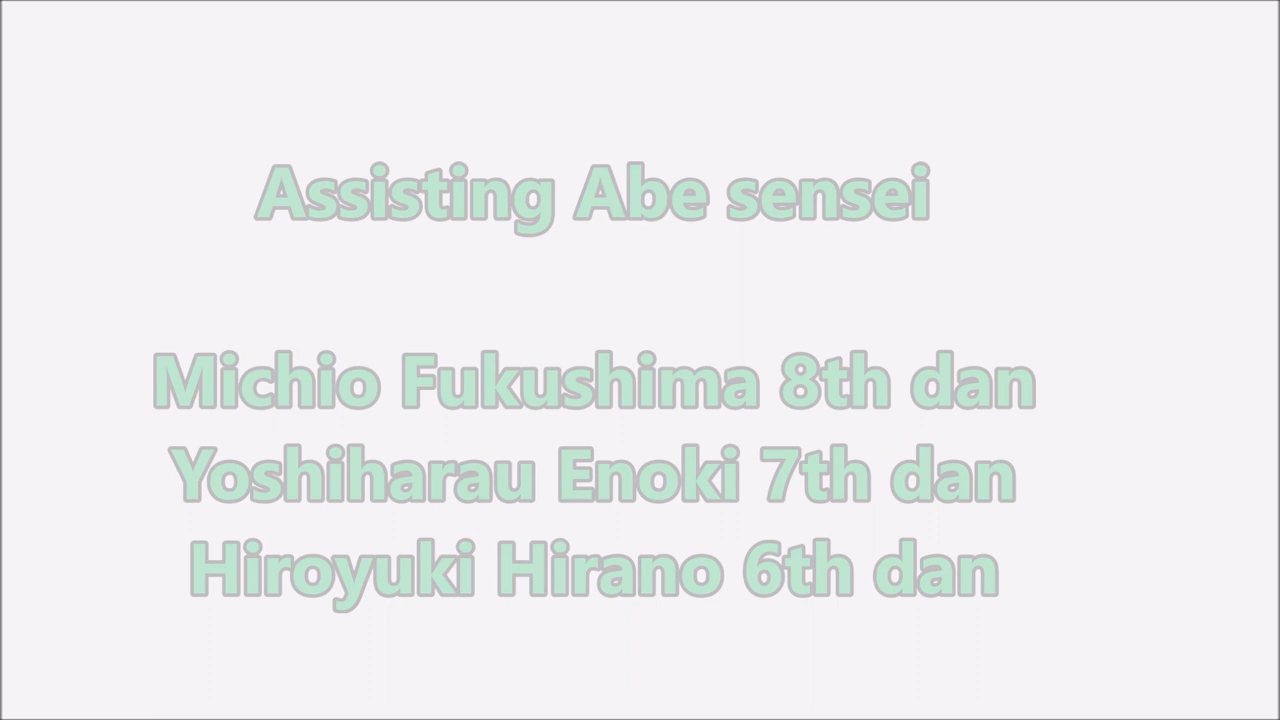 Assisting Abe sensei
Michio Fukushima 8th dan
Yoshiharau Enoki 7th dan
Hiroyuki Hirano 6th dan